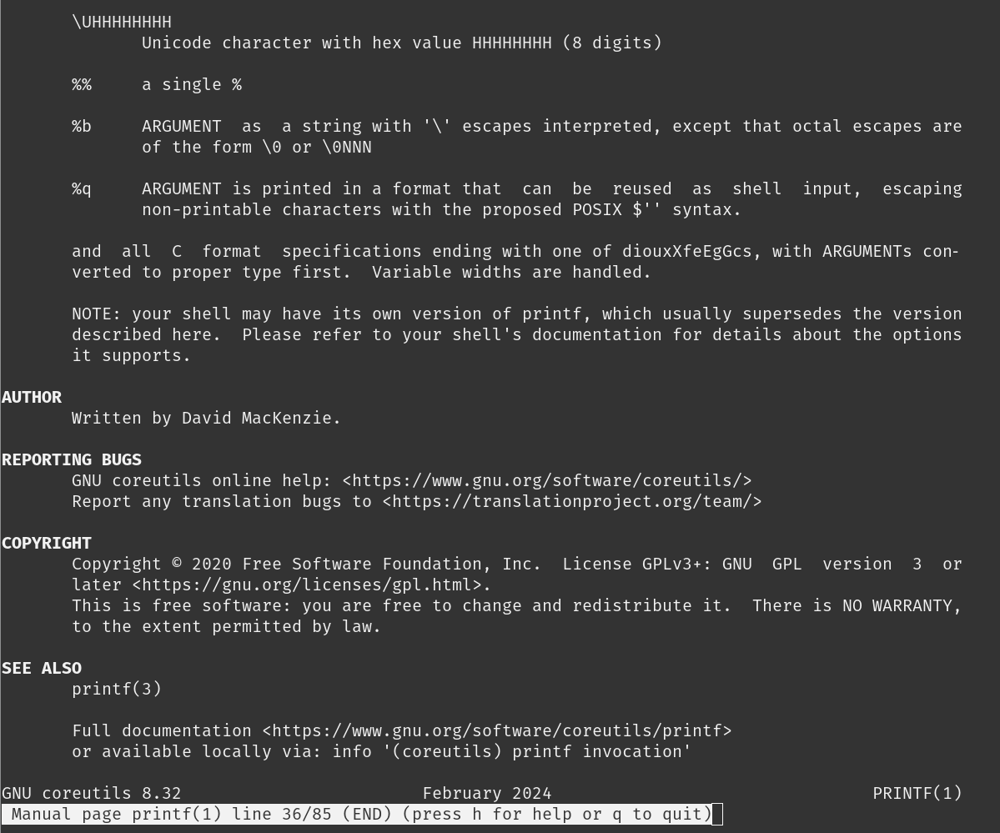 \UHHHHHHHH
Unicode character with hex value HHHHHHHH (8 digits)
%%     a single %
%b     ARGUMENT  as  a string with '\' escapes interpreted, except that octal escapes are
of the form \0 or \0NNN
%q     ARGUMENT is printed in a format that  can  be  reused  as  shell  input,  escaping
non-printable characters with the proposed POSIX $'' syntax.
and  all  C  format  specifications ending with one of diouxXfeEgGcs, with ARGUMENTs con-
verted to proper type first.  Variable widths are handled.
NOTE: your shell may have its own version of printf, which usually supersedes the version
described here.  Please refer to your shell's documentation for details about the options
it supports.
AUTHOR
Written by David MacKenzie.
REPORTING BUGS
GNU coreutils online help: <https://www.gnu.org/software/coreutils/>
Report any translation bugs to <https://translationproject.org/team/>
COPYRIGHT
Copyright © 2020 Free Software Foundation, Inc.  License GPLv3+: GNU  GPL  version  3  or
later <https://gnu.org/licenses/gpl.html>.
This is free software: you are free to change and redistribute it.  There is NO WARRANTY,
to the extent permitted by law.
SEE ALSO
printf(3)
Full documentation <https://www.gnu.org/software/coreutils/printf>
or available locally via: info '(coreutils) printf invocation'
GNU coreutils 8.32                        February 2024                                PRINTF(1)
Manual page printf(1) line 36/85 (END) (press h for help or q to quit)